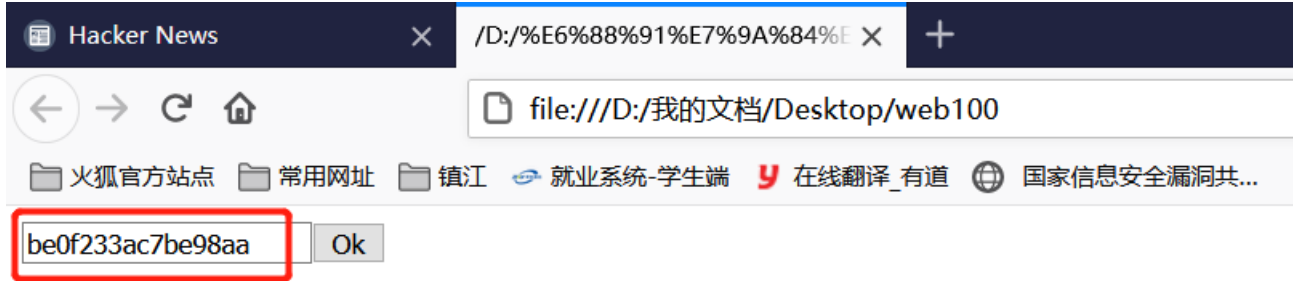 Hacker News /D:/%E6%88%91%E7%9A%84%E
file:///D:/我的文档/Desktop/web100
火狐官方站点 常用网址 镇江 就业系统-学生端 在线翻译_有道 国家信息安全漏洞共...
be0f233ac7be98aa Ok